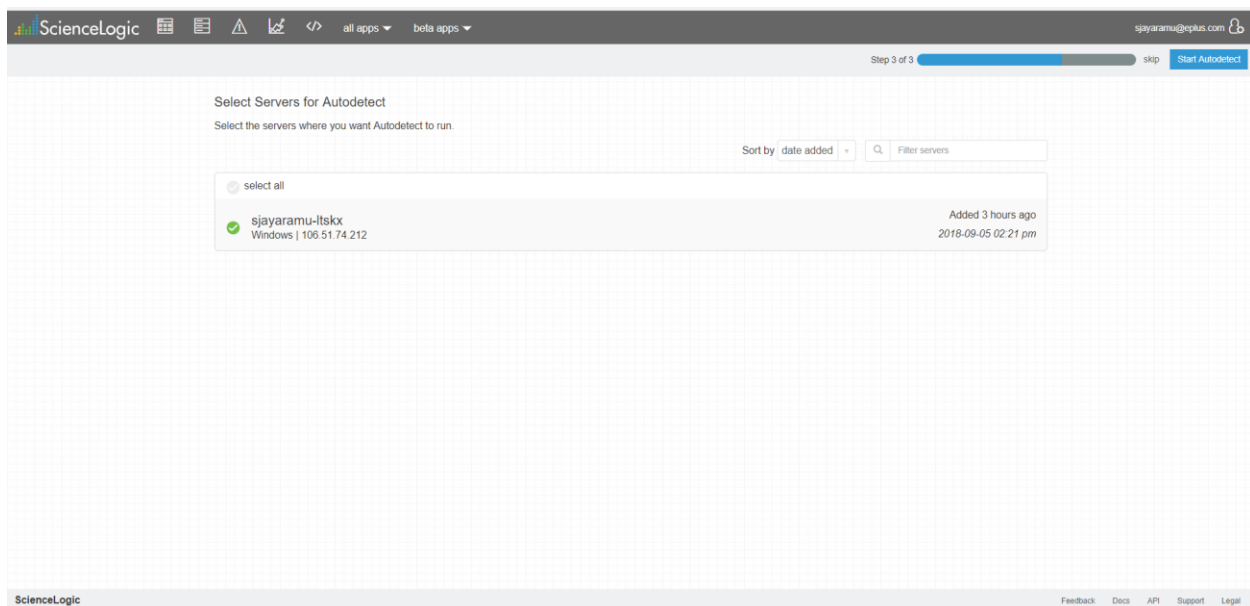 ScienceLogic all apps beta apps sjayaramu@eplus.com
Step 3 of 3 skip Start Autodetect
Select Servers for Autodetect
Select the servers where you want Autodetect to run.
Sort by date added Filter servers
select all
sjayaramu-ltskx Added 3 hours ago
Windows | 106.51.74.212 2018-09-05 02:21 pm
ScienceLogic Feedback Docs API Support Legal